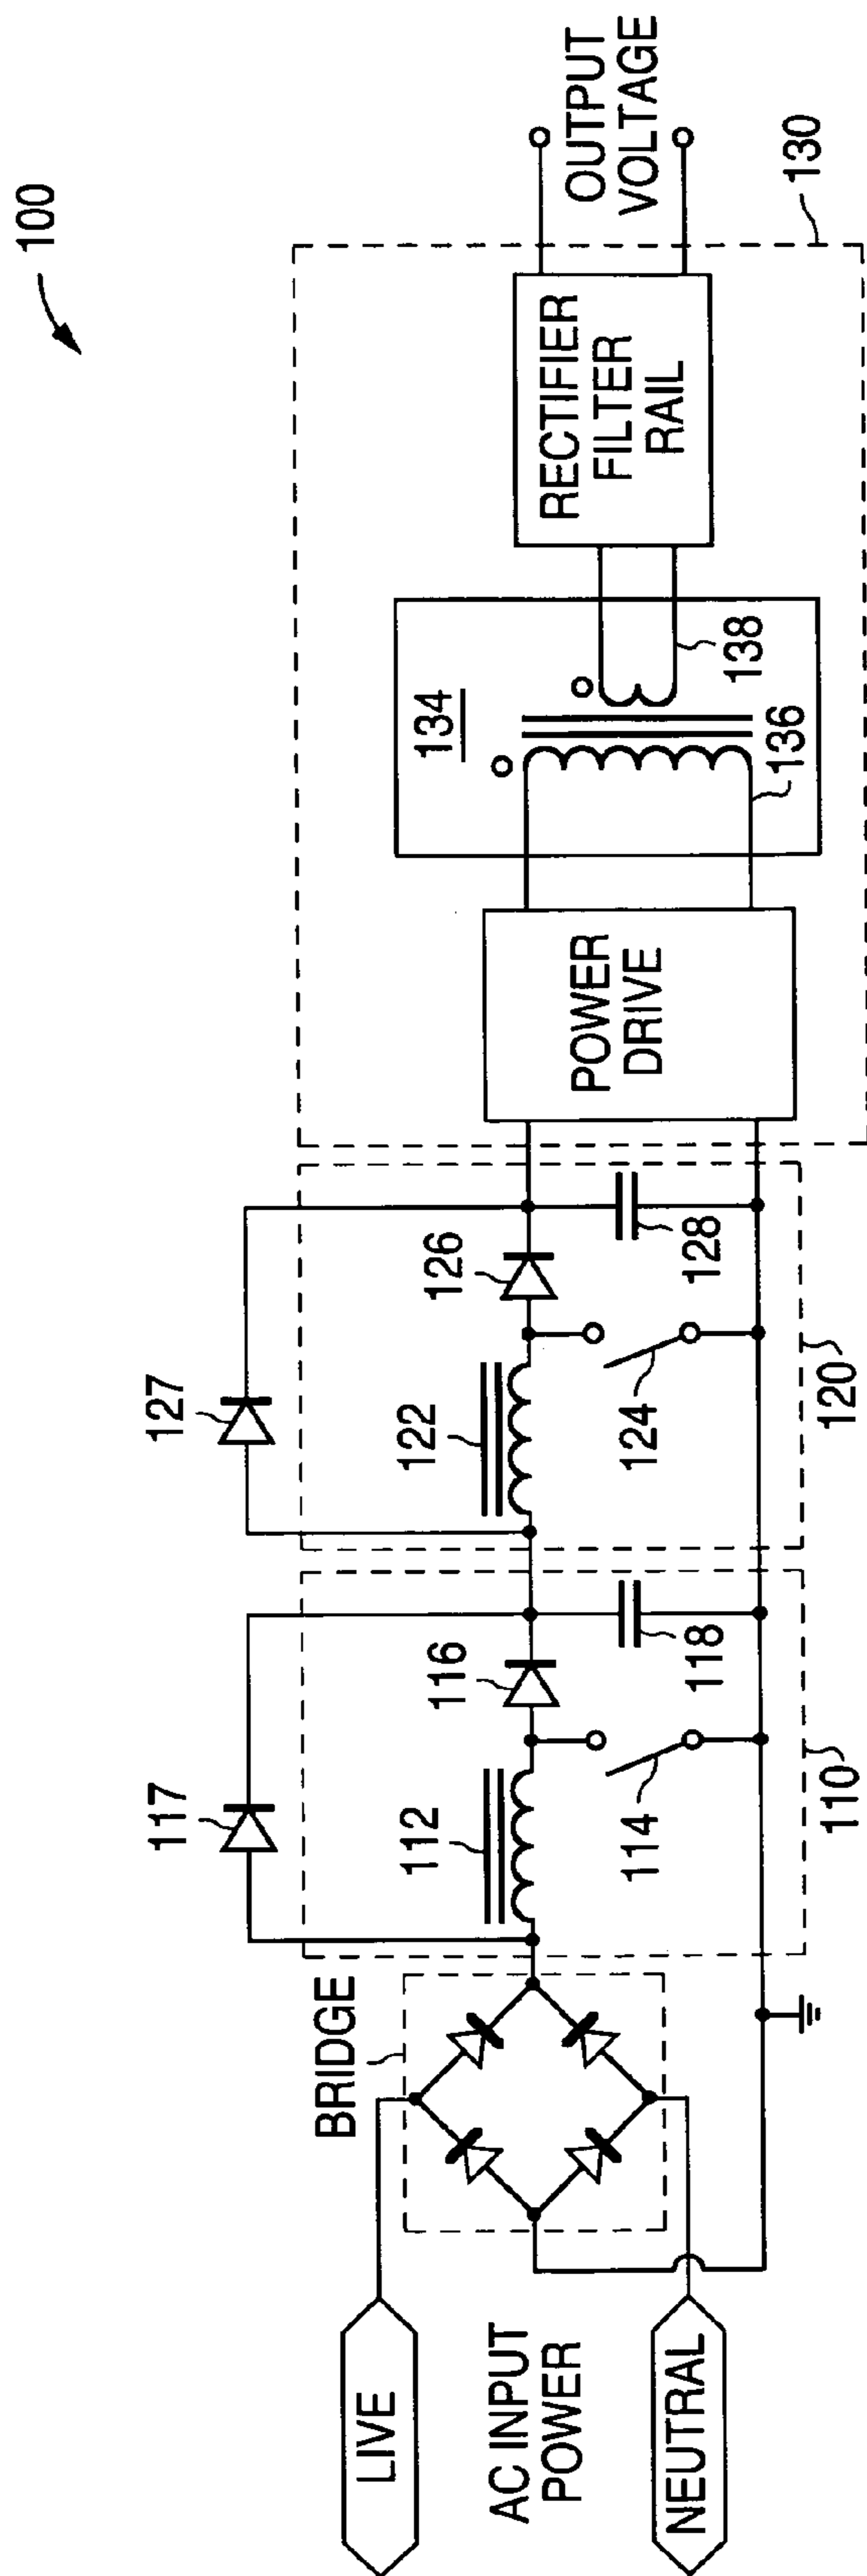 100
LIVE
AC INPUT
POWER
NEUTRAL
BRIDGE
117
112
116
114
118
110
127
122
126
124
128
120
POWER
DRIVE
134
136
138
RECTIFIER
FILTER
RAIL
OUTPUT
VOLTAGE
130